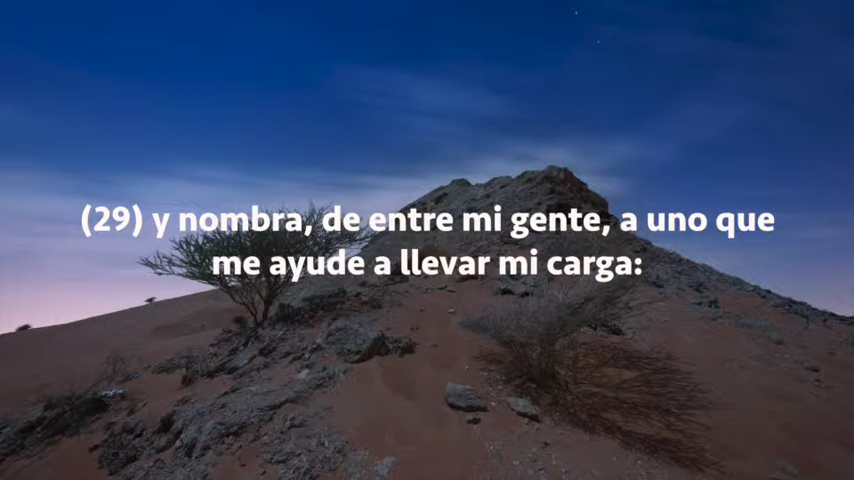 (29) y nombra, de entre mi gente, a uno que
me ayude a llevar mi carga: